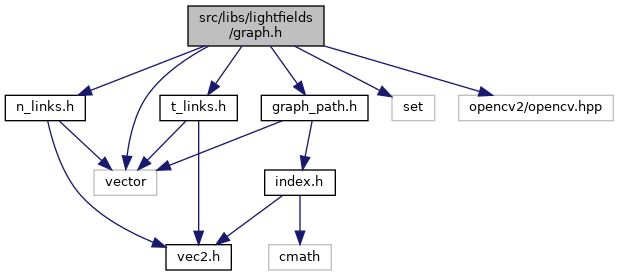 src/libs/lightfields
/graph.h
n_links.h
t_links.h
graph_path.h
set
opencv2/opencv.hpp
vector
index.h
vec2.h
cmath